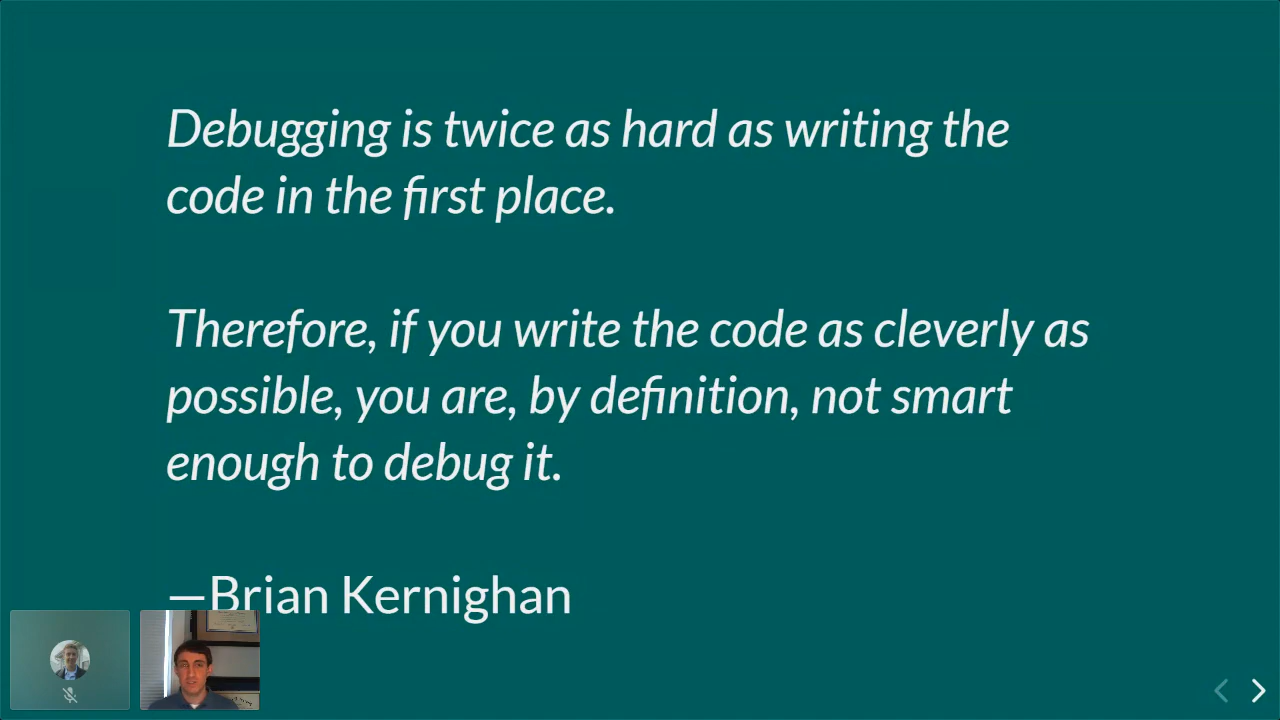 Debugging is twice as hard as writing the
code in the first place.
Therefore, if you write the code as cleverly as
possible, you are, by definition, not smart
enough to debug it.
—Brian Kernighan